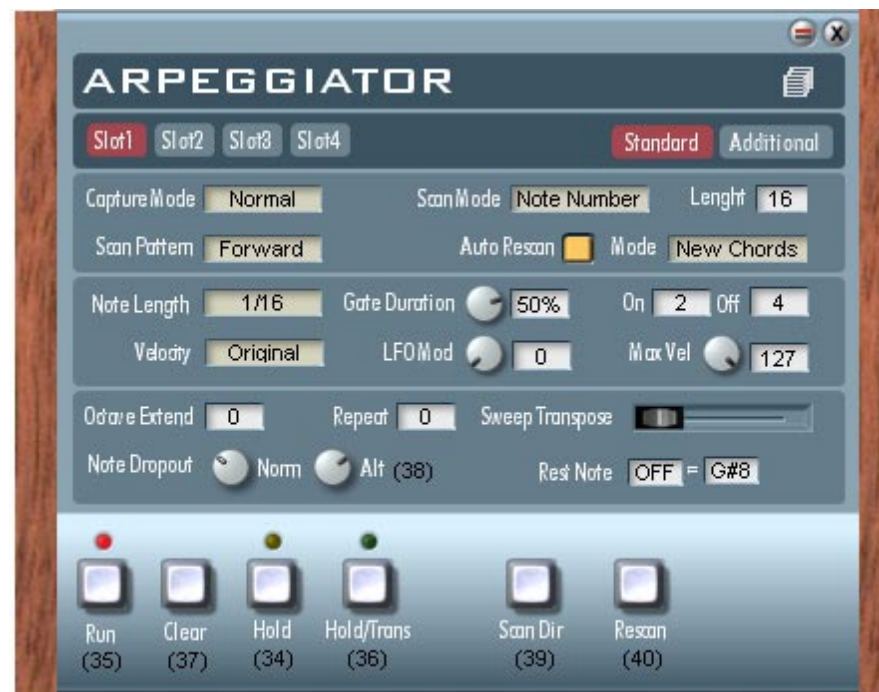 X
ARPEGGIATOR
Slot1 Slot2 Slot3 Slot4 Standard Additional
Capture Mode Normal Scan Mode Note Number Lenght 16
Scan Pattern Forward Auto Rescan Mode New Chords
Note Length 1/16 Gate Duration 50% On 2 Off 4
Velocity Original LFO Mod 0 Max Vel 127
Octave Extend 0 Repeat 0 Sweep Transpose
Note Dropout Norm Alt (38) Rest Note OFF = G#8
Run Clear Hold Hold/Trans Scan Dir Rescan
(35) (37) (34) (36) (39) (40)